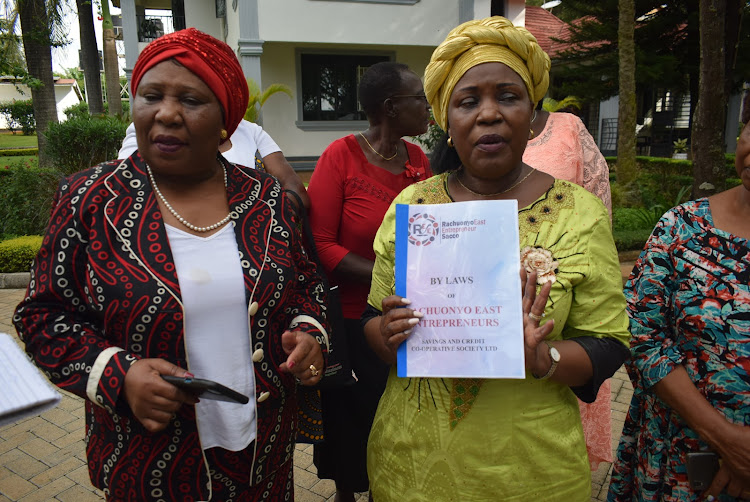 RachuonyoEast
Entrepreneur
Sacco
BY LAWS
OF
RACHUONYO EAST
ENTREPRENEURS
SAVINGS AND CREDIT
CO-OPERATIVE SOCIETY LTD